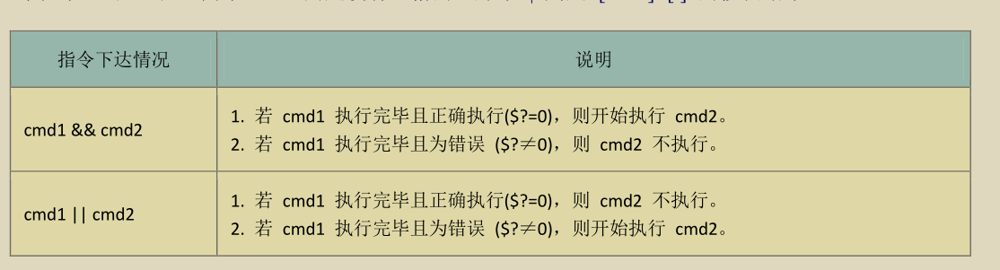 指令下达情况
说明
cmd1 && cmd2
1. 若 cmd1 执行完毕且正确执行($?=0)，则开始执行 cmd2。
2. 若 cmd1 执行完毕且为错误 ($?≠0)，则 cmd2 不执行。
cmd1 || cmd2
1. 若 cmd1 执行完毕且正确执行($?=0)，则 cmd2 不执行。
2. 若 cmd1 执行完毕且为错误 ($?≠0)，则开始执行 cmd2。